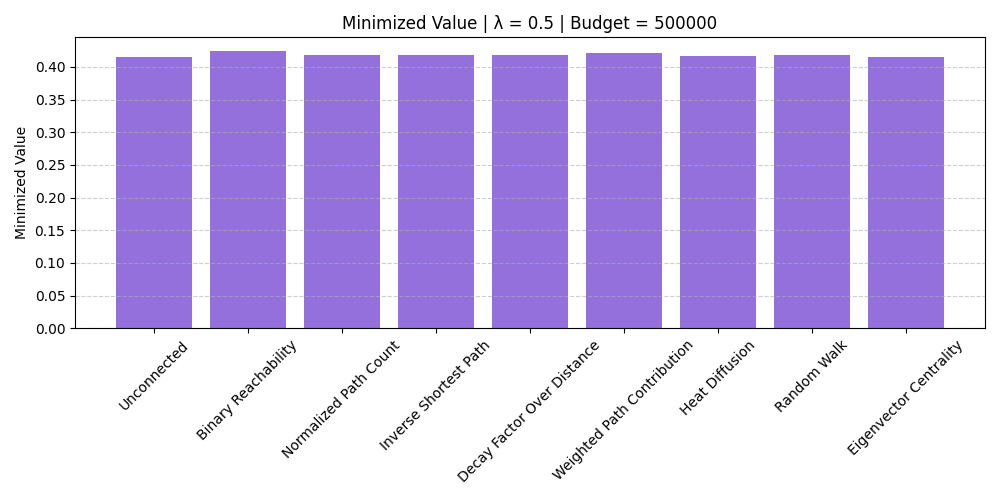 Minimized Value | λ = 0.5 | Budget = 500000
Minimized Value
0.40
0.35
0.30
0.25
0.20
0.15
0.10
0.05
0.00
Unconnected
Binary Reachability
Normalized Path Count
Inverse Shortest Path
Decay Factor Over Distance
Weighted Path Contribution
Heat Diffusion
Random Walk
Eigenvector Centrality